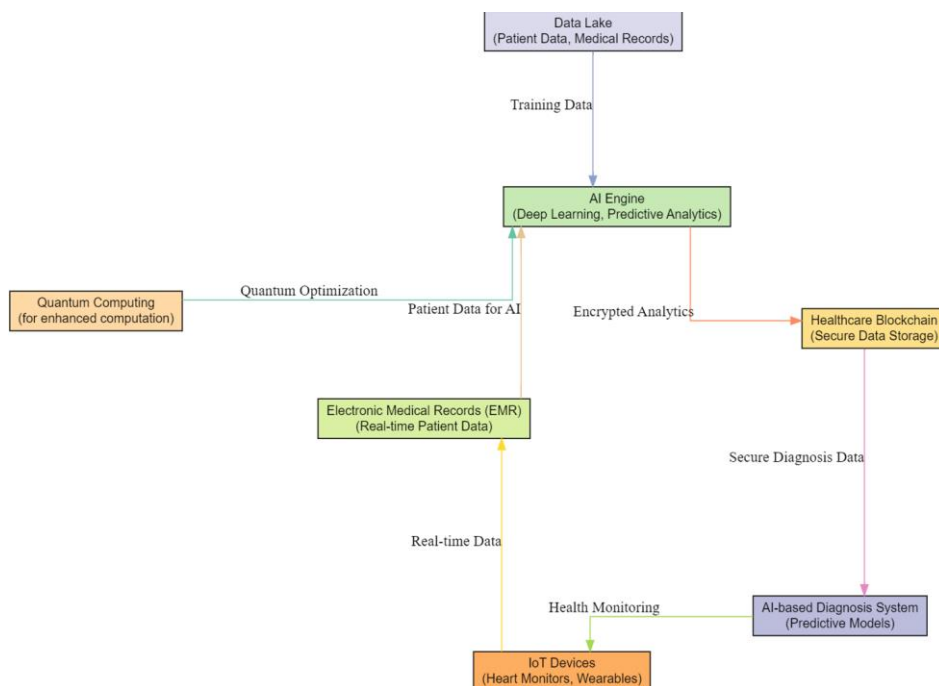 Data Lake
(Patient Data, Medical Records)
Training Data
AI Engine
(Deep Learning, Predictive Analytics)
Quantum Optimization
Quantum Computing
(for enhanced computation)
Patient Data for AI
Encrypted Analytics
Healthcare Blockchain
(Secure Data Storage)
Electronic Medical Records (EMR)
(Real-time Patient Data)
Secure Diagnosis Data
Real-time Data
Health Monitoring
AI-based Diagnosis System
(Predictive Models)
IoT Devices
(Heart Monitors, Wearables)